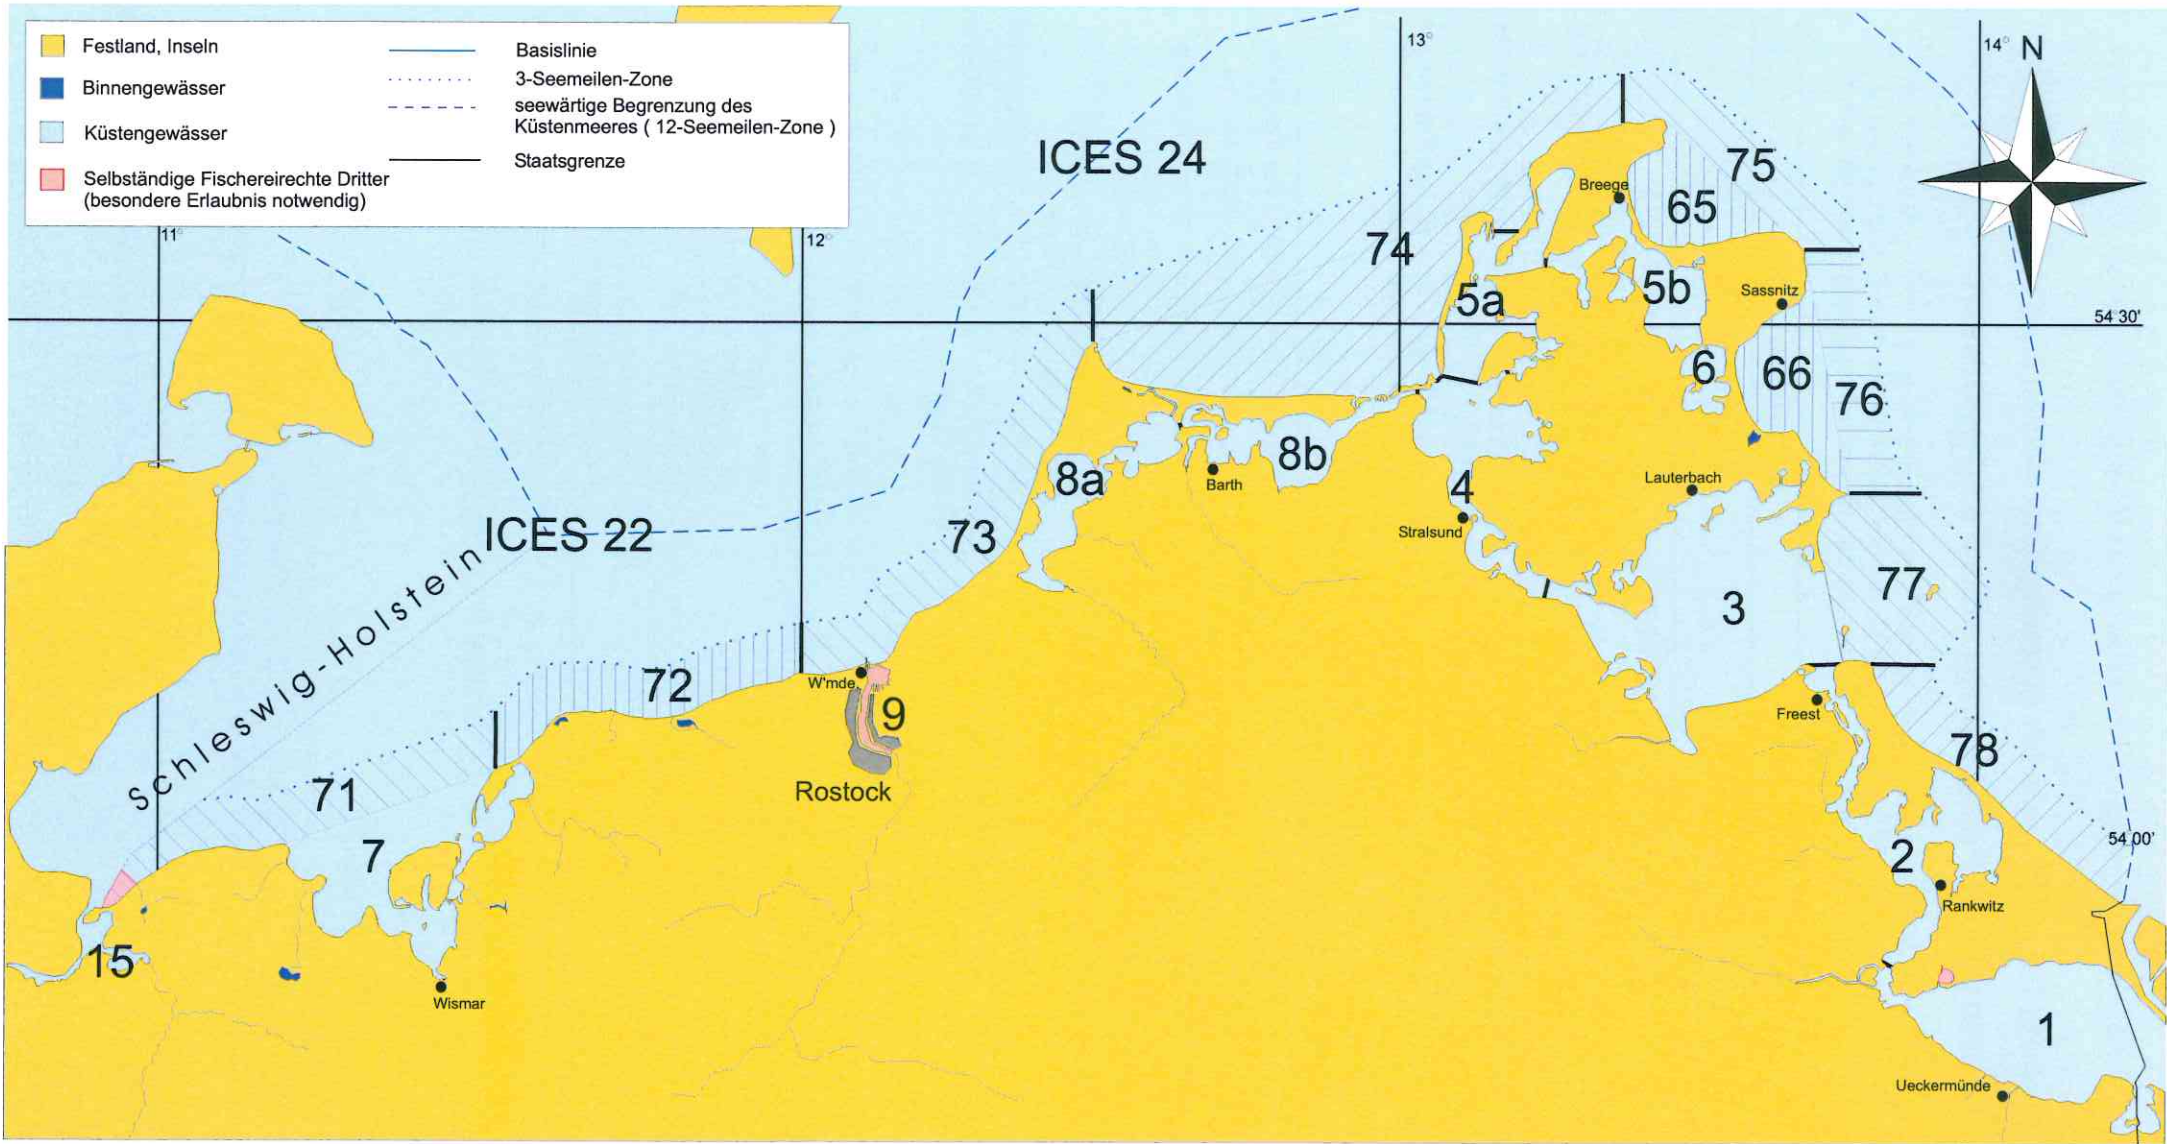 Festland, Inseln
Binnengewässer
Küstengewässer
Selbständige Fischereirechte Dritter
(besondere Erlaubnis notwendig)
Basislinie
3-Seemeilen-Zone
seewärtige Begrenzung des
Küstenmeeres ( 12-Seemeilen-Zone )
Staatsgrenze
13°
14°
N
ICES 24
75
Breege
65
11°
12°
74
5a
5b
Sassnitz
54 30'
6
66
76
8a
8b
Barth
4
Lauterbach
Stralsund
ICES 22
73
Schleswig-Holstein
77
3
72
W'mde
9
Freest
Rostock
71
78
54 00'
7
2
Rankwitz
15
Wismar
1
Ueckermünde